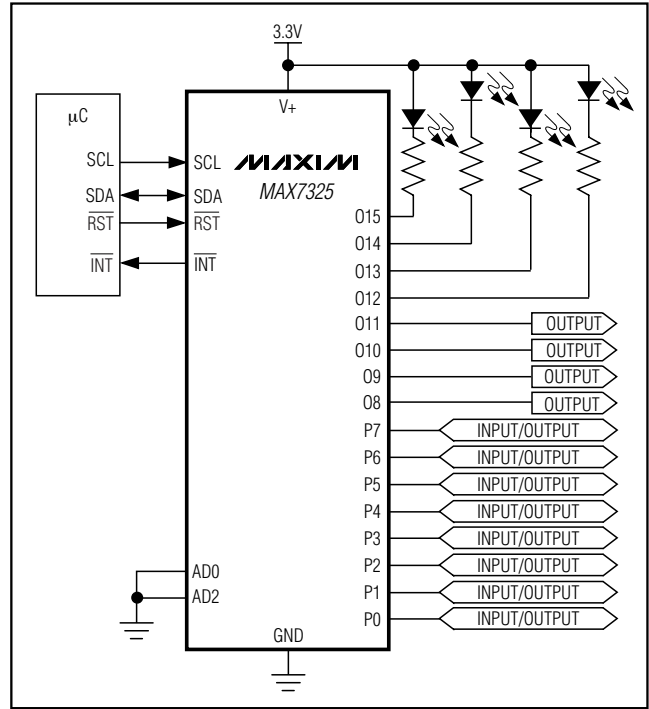 3.3V
V+
μC
SCL
SDA
RST
INT
SCL
SDA
RST
INT
MAXIM
MAX7325
O15
O14
O13
O12
O11
O10
O9
O8
P7
P6
P5
P4
P3
P2
P1
P0
OUTPUT
OUTPUT
OUTPUT
OUTPUT
INPUT/OUTPUT
INPUT/OUTPUT
INPUT/OUTPUT
INPUT/OUTPUT
INPUT/OUTPUT
INPUT/OUTPUT
INPUT/OUTPUT
INPUT/OUTPUT
AD0
AD2
GND